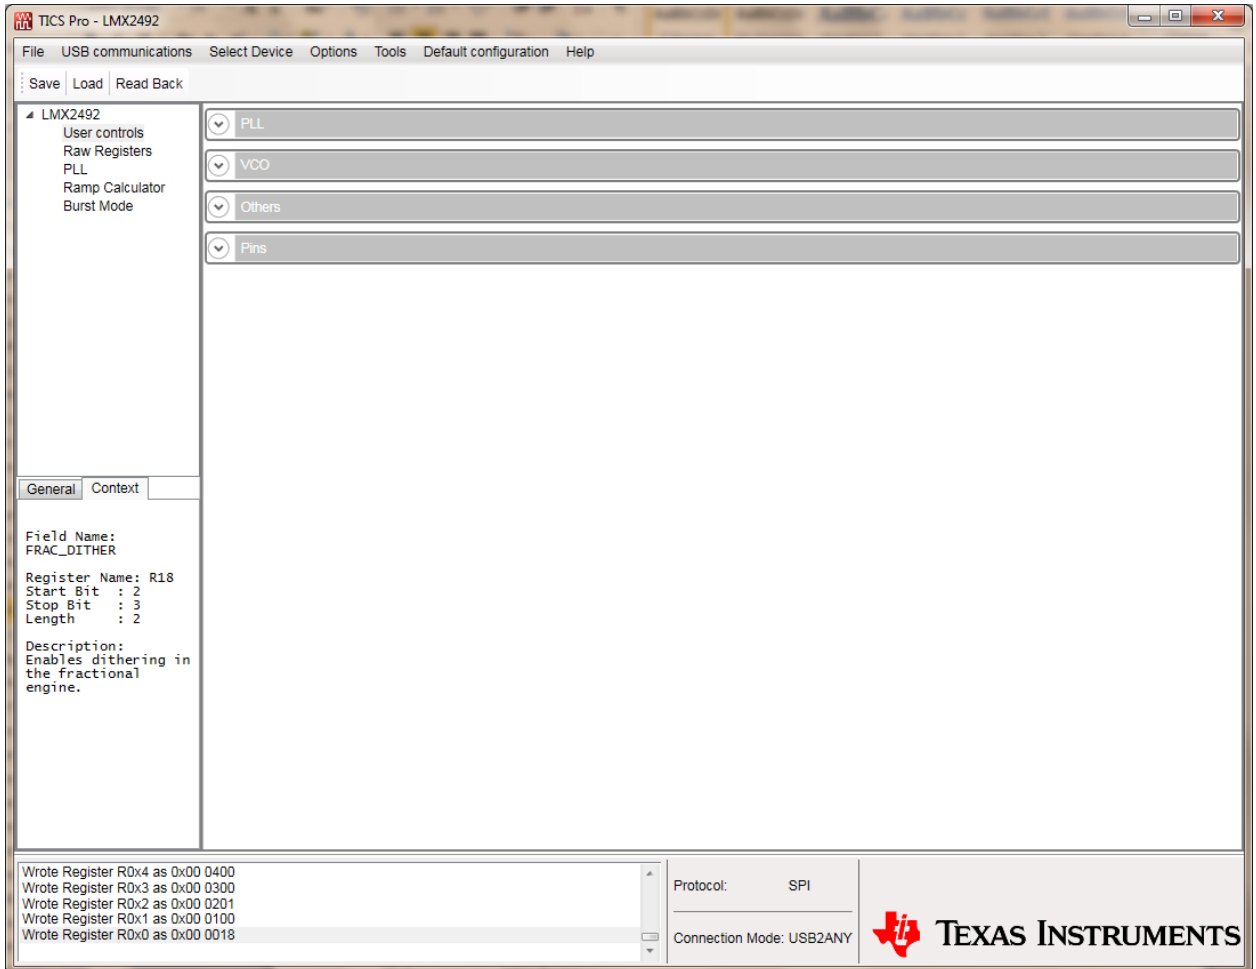 TICS Pro - LMX2492
File USB communications Select Device Options Tools Default configuration Help
Save Load Read Back
LMX2492
User controls
Raw Registers
PLL
Ramp Calculator
Burst Mode
PLL
VCO
Others
Pins
General Context
Field Name:
FRAC_DITHER
Register Name: R18
Start Bit : 2
Stop Bit : 3
Length : 2
Description:
Enables dithering in
the fractional
engine.
Wrote Register R0x4 as 0x00 0400
Wrote Register R0x3 as 0x00 0300
Wrote Register R0x2 as 0x00 0201
Wrote Register R0x1 as 0x00 0100
Wrote Register R0x0 as 0x00 0018
Protocol: SPI
Connection Mode: USB2ANY
TEXAS INSTRUMENTS